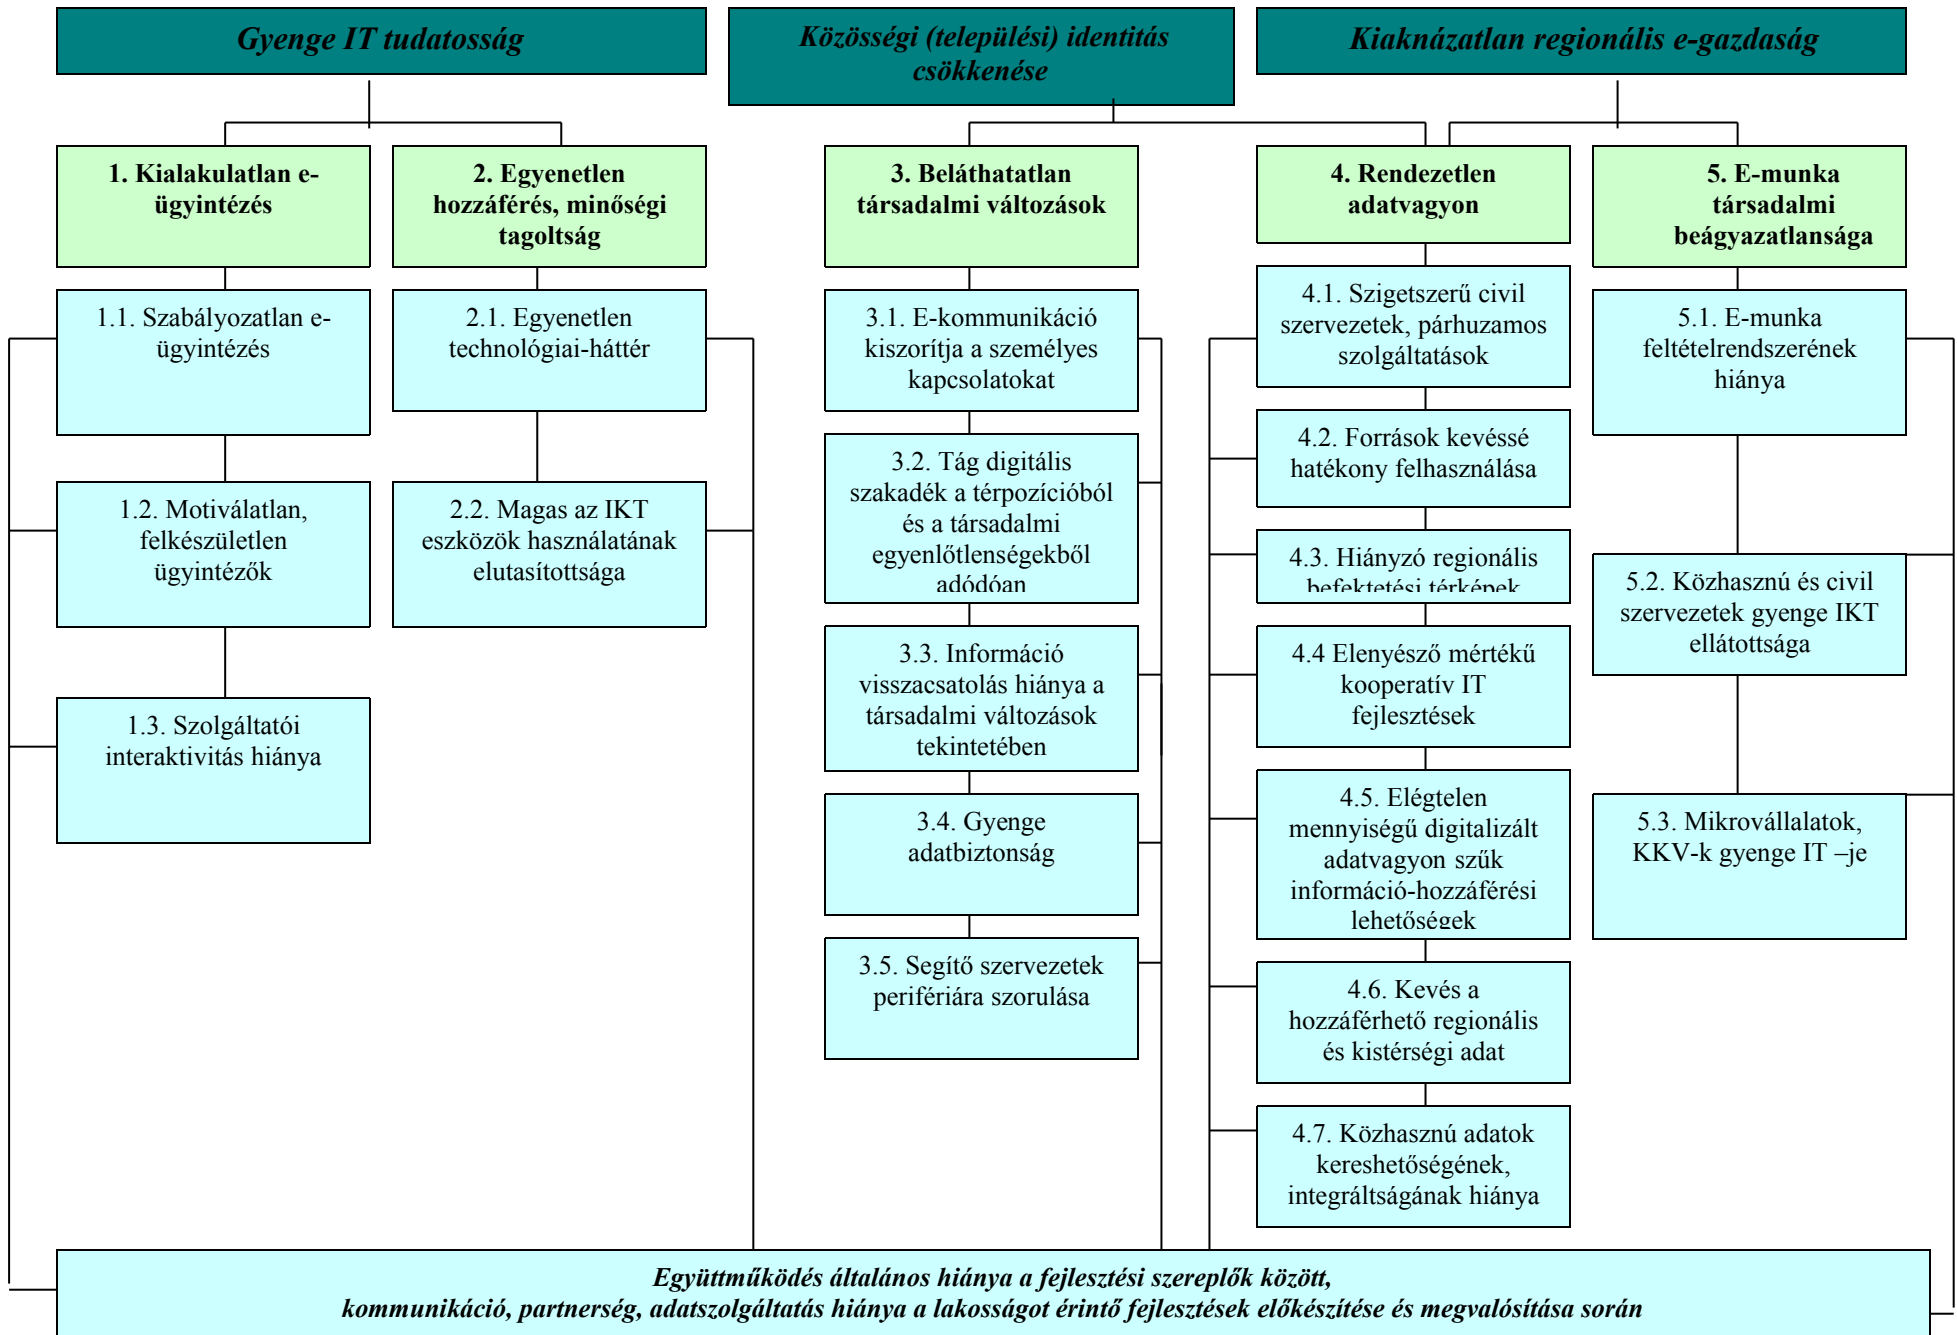 Gyenge IT tudatosság
Közösségi (települési) identitás
csökkenése
Kiaknázatlan regionális e-gazdaság
1. Kialakulatlan e-
ügyintézés
2. Egyenetlen
hozzáférés, minőségi
tagoltság
3. Beláthatatlan
társadalmi változások
4. Rendezetlen
adatvagyon
5. E-munka
társadalmi
beágyazatlansága
1.1. Szabályozatlan e-
ügyintézés
1.2. Motiválatlan,
felkészületlen
ügyintézők
1.3. Szolgáltatói
interaktivitás hiánya
2.1. Egyenetlen
technológiai-háttér
2.2. Magas az IKT
eszközök használatának
elutasítottsága
3.1. E-kommunikáció
kiszorítja a személyes
kapcsolatokat
3.2. Tág digitális
szakadék a térpozícióból
és a társadalmi
egyenlőtlenségekből
adódóan
3.3. Információ
visszacsatolás hiánya a
társadalmi változások
tekintetében
3.4. Gyenge
adatbiztonság
3.5. Segítő szervezetek
perifériára szorulása
4.1. Szigetszerű civil
szervezetek, párhuzamos
szolgáltatások
4.2. Források kevéssé
hatékony felhasználása
4.3. Hiányzó regionális
befektetési térképek
4.4 Elenyésző mértékű
kooperatív IT
fejlesztések
4.5. Elégtelen
mennyiségű digitalizált
adatvagyon szűk
információ-hozzáférési
lehetőségek
4.6. Kevés a
hozzáférhető regionális
és kistérségi adat
4.7. Közhasznú adatok
kereshetőségének,
integráltságának hiánya
5.1. E-munka
feltételrendszerének
hiánya
5.2. Közhasznú és civil
szervezetek gyenge IKT
ellátottsága
5.3. Mikrovállalatok,
KKV-k gyenge IT –je
Együttműködés általános hiánya a fejlesztési szereplők között,
kommunikáció, partnerség, adatszolgáltatás hiánya a lakosságot érintő fejlesztések előkészítése és megvalósítása során